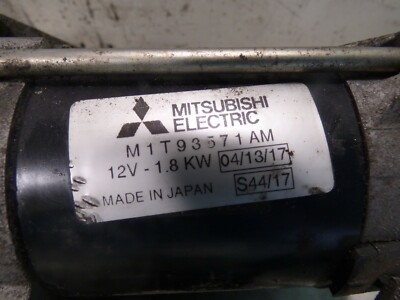 MITSUBISHI
ELECTRIC
M1T93571AM
12V - 1.8 KW 04/13/17*
MADE IN JAPAN S44/17